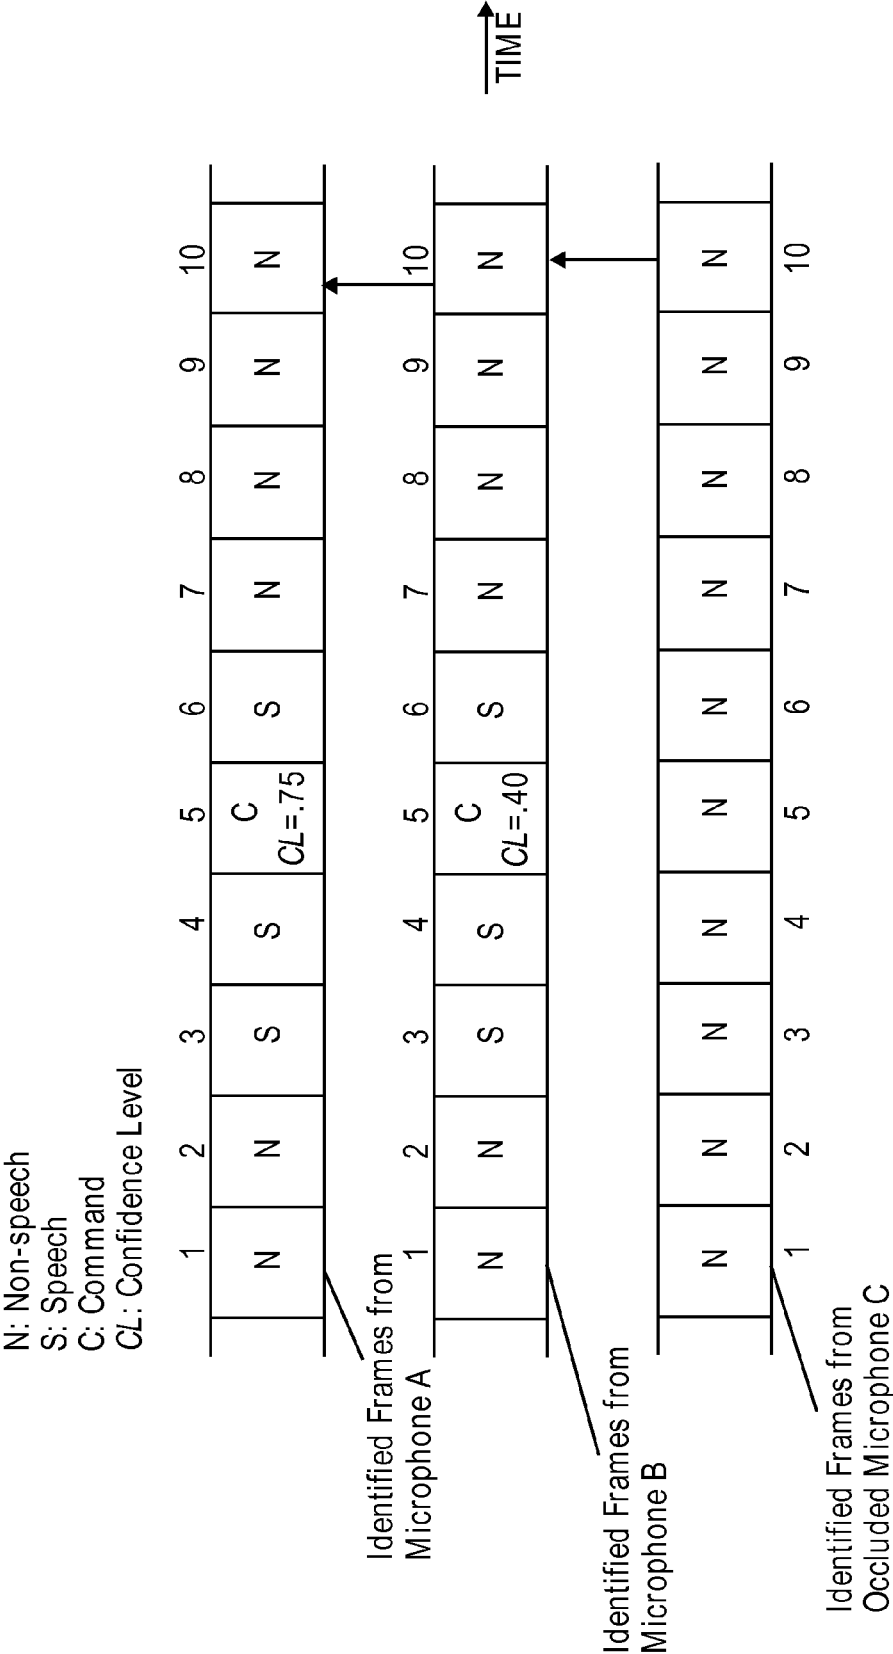 N: Non-speech
S: Speech
C: Command
CL: Confidence Level
1 2 3 4 5 6 7 8 9 10
N N S S C S N N N N
CL=.75
Identified Frames from
Microphone A
1 2 3 4 5 6 7 8 9 10
N N S S C S N N N N
CL=.40
TIME
Identified Frames from
Microphone B
N N N N N N N N N N
1 2 3 4 5 6 7 8 9 10
Identified Frames from
Occluded Microphone C